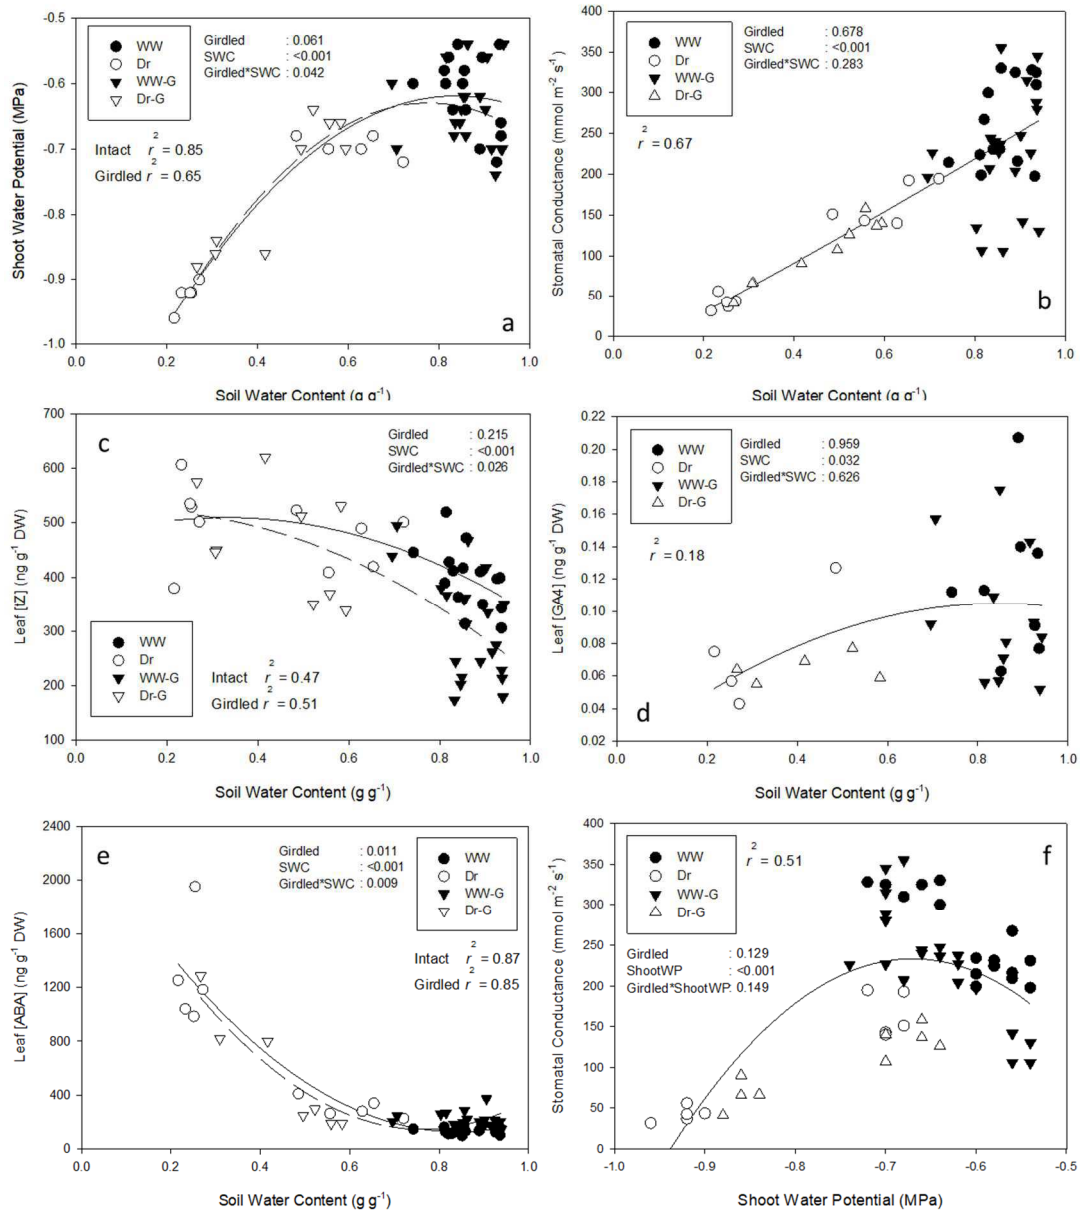 -0.5
-0.6
-0.7
-0.8
-0.9
-1.0
Shoot Water Potential (MPa)
WW
Dr
WW-G
Dr-G
Girdled : 0.061
SWC : <0.001
Girdled*SWC : 0.042
Intact r2 = 0.85
Girdled r2 = 0.65
a
0.0 0.2 0.4 0.6 0.8 1.0
Soil Water Content (g g-1)
400
350
300
250
200
150
100
50
0
Stomatal Conductance (mmol m-2 s-1)
WW
Dr
WW-G
Dr-G
Girdled : 0.678
SWC : <0.001
Girdled*SWC : 0.283
r2 = 0.67
b
0.0 0.2 0.4 0.6 0.8 1.0
Soil Water Content (g g-1)
700
600
500
400
300
200
100
Leaf [tZ] (ng g-1 DW)
c
Girdled : 0.215
SWC : <0.001
Girdled*SWC : 0.026
WW
Dr
WW-G
Dr-G
Intact r2 = 0.47
Girdled r2 = 0.51
0.0 0.2 0.4 0.6 0.8 1.0
Soil Water Content (g g-1)
0.22
0.20
0.18
0.16
0.14
0.12
0.10
0.08
0.06
0.04
0.02
Leaf [GA4] (ng g-1 DW)
WW
Dr
WW-G
Dr-G
Girdled : 0.959
SWC : 0.032
Girdled*SWC : 0.626
r2 = 0.18
d
0.0 0.2 0.4 0.6 0.8 1.0
Soil Water Content (g g-1)
2400
2000
1600
1200
800
400
0
Leaf [ABA] (ng g-1 DW)
e
Girdled : 0.011
SWC : <0.001
Girdled*SWC : 0.009
WW
Dr
WW-G
Dr-G
Intact r2 = 0.87
Girdled r2 = 0.85
0.0 0.2 0.4 0.6 0.8 1.0
Soil Water Content (g g-1)
400
350
300
250
200
150
100
50
0
Stomatal Conductance (mmol m-2 s-1)
WW
Dr
WW-G
Dr-G
r2 = 0.51
f
Girdled : 0.129
ShootWP : <0.001
Girdled*ShootWP: 0.149
-1.0 -0.9 -0.8 -0.7 -0.6 -0.5
Shoot Water Potential (MPa)